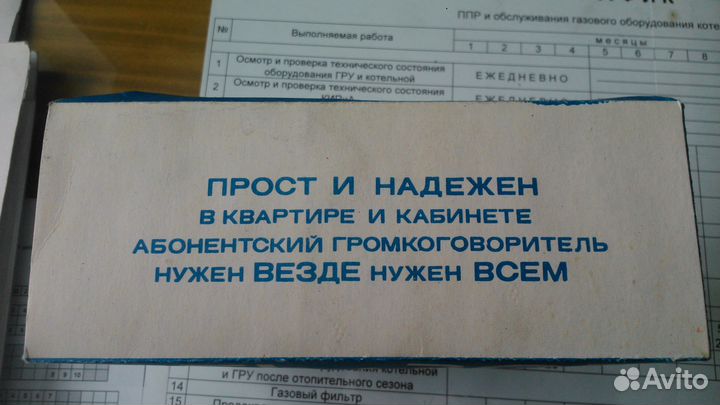 ППР и обслуживания газового оборудования коте
№ Выполняемая работа
месяцы
1 2 3 4 5 6 7 8
1 Осмотр и проверка технического состояния
оборудования ГРУ и котельной ЕЖЕДНЕВНО
2 Осмотр и проверка технического состояния
ПРОСТ И НАДЕЖЕН
В КВАРТИРЕ И КАБИНЕТЕ
АБОНЕНТСКИЙ ГРОМКОГОВОРИТЕЛЬ
НУЖЕН ВЕЗДЕ НУЖЕН ВСЕМ
котельной
и ГРУ после отопительного сезона
14 Газовый фильтр
15
Avito